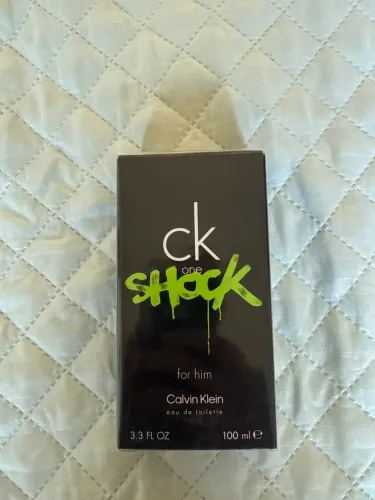 ck
one
SHOCK
for him
Calvin Klein
eau de toilette
3.3 FL OZ 100 ml ℮